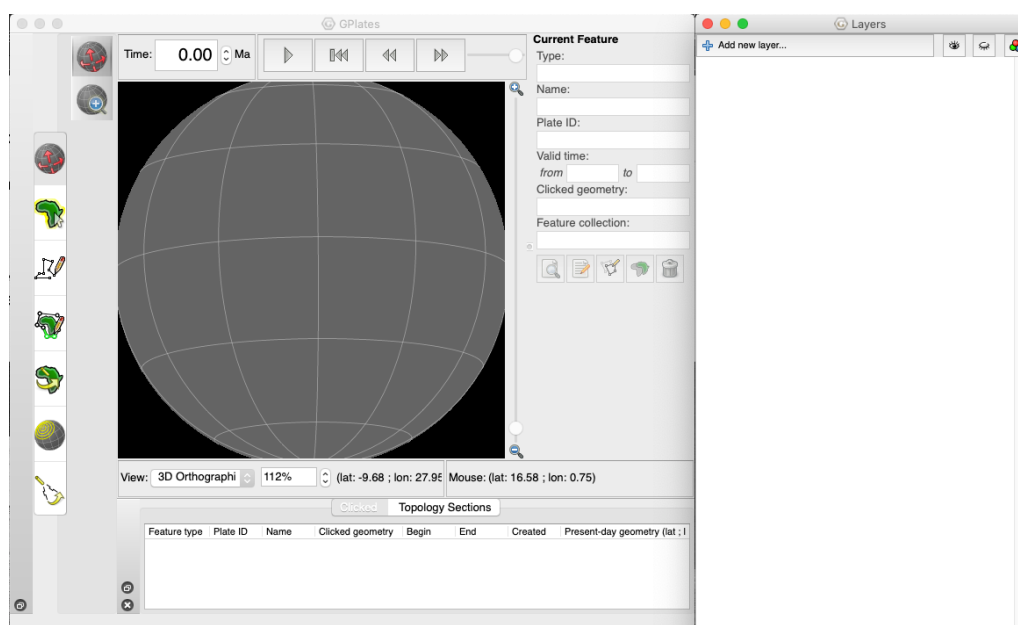 GPlates
Layers
Time: 0.00 Ma
Current Feature
Type:
Name:
Plate ID:
Valid time:
from to
Clicked geometry:
Feature collection:
Add new layer...
View: 3D Orthographi 112% (lat: -9.68 ; lon: 27.95 Mouse: (lat: 16.58 ; lon: 0.75)
Clicked Topology Sections
Feature type Plate ID Name Clicked geometry Begin End Created Present-day geometry (lat ; l